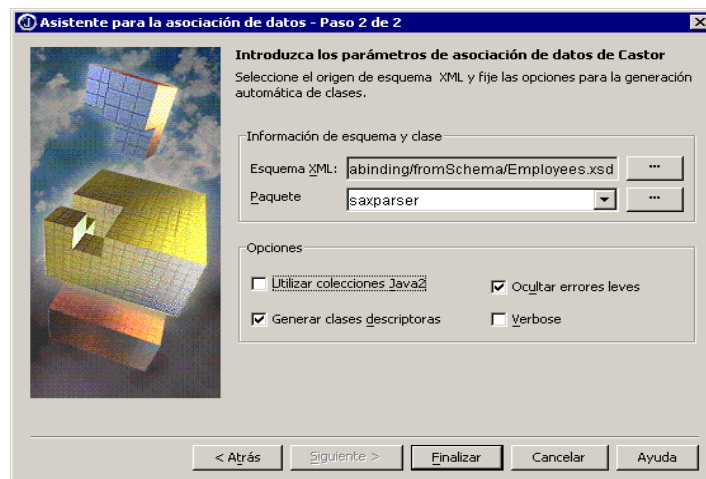 Asistente para la asociación de datos - Paso 2 de 2
Introduzca los parámetros de asociación de datos de Castor
Seleccione el origen de esquema XML y fije las opciones para la generación
automática de clases.
Información de esquema y clase
Esquema XML: abinding/fromSchema/Employees.xsd ...
Paquete saxparser ...
Opciones
Utilizar colecciones Java2 Ocultar errores leves
Generar clases descriptoras Verbose
< Atrás Siguiente > Finalizar Cancelar Ayuda